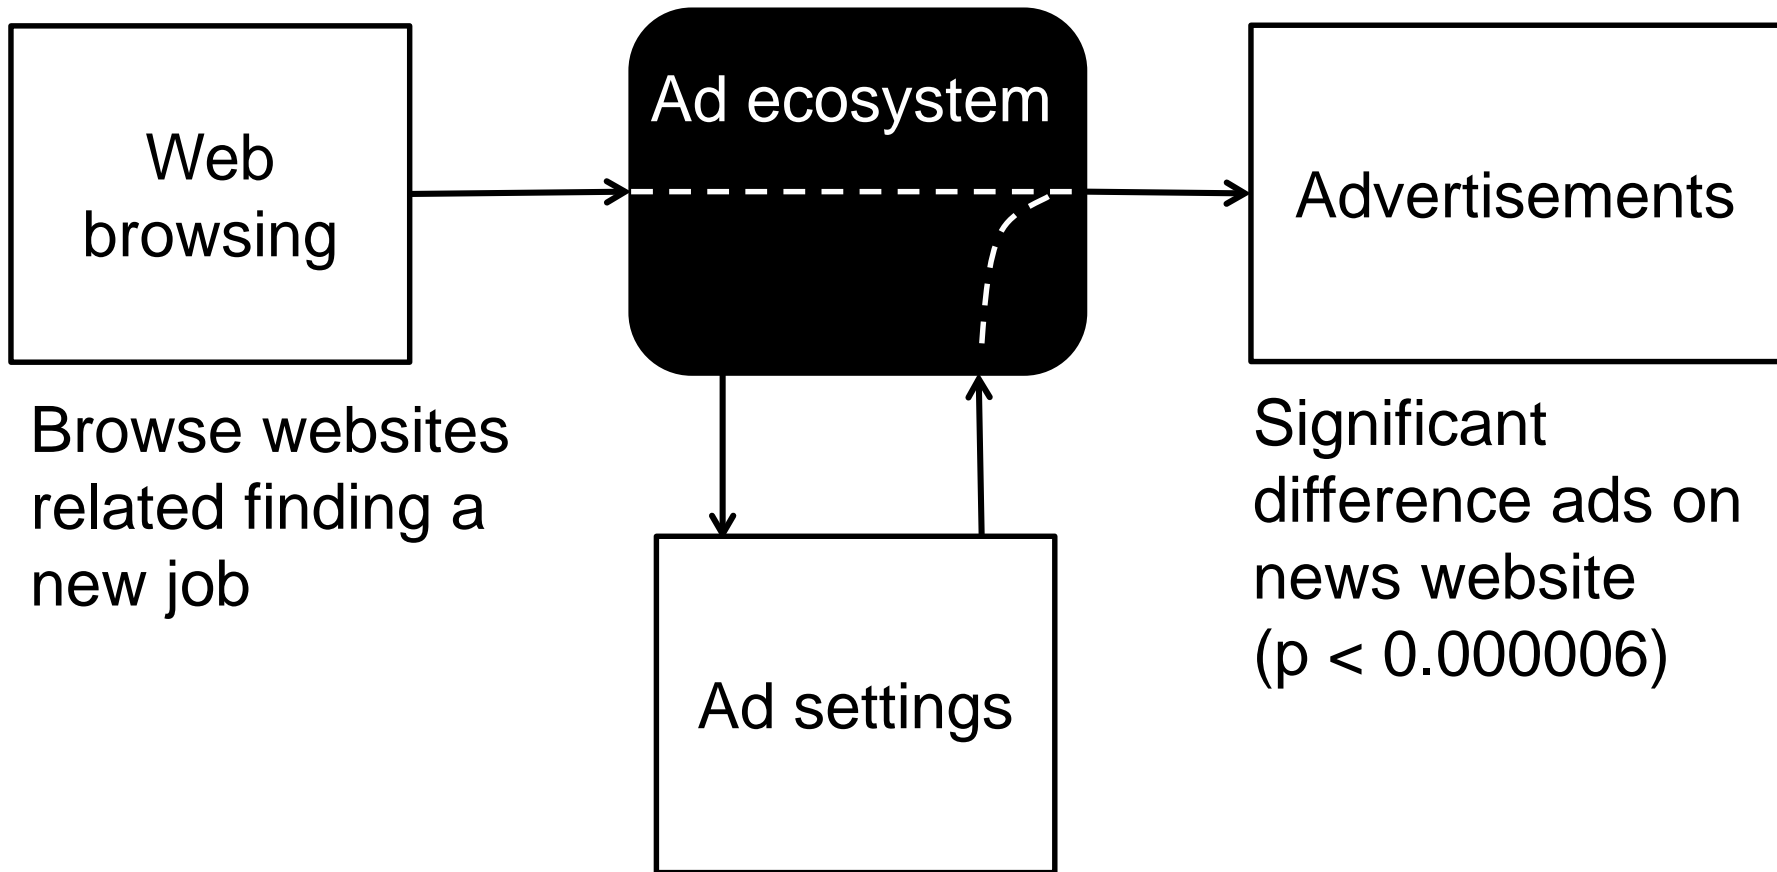 Web
browsing
Ad ecosystem
Advertisements
Browse websites
related finding a
new job
Significant
difference ads on
news website
(p < 0.000006)
Ad settings